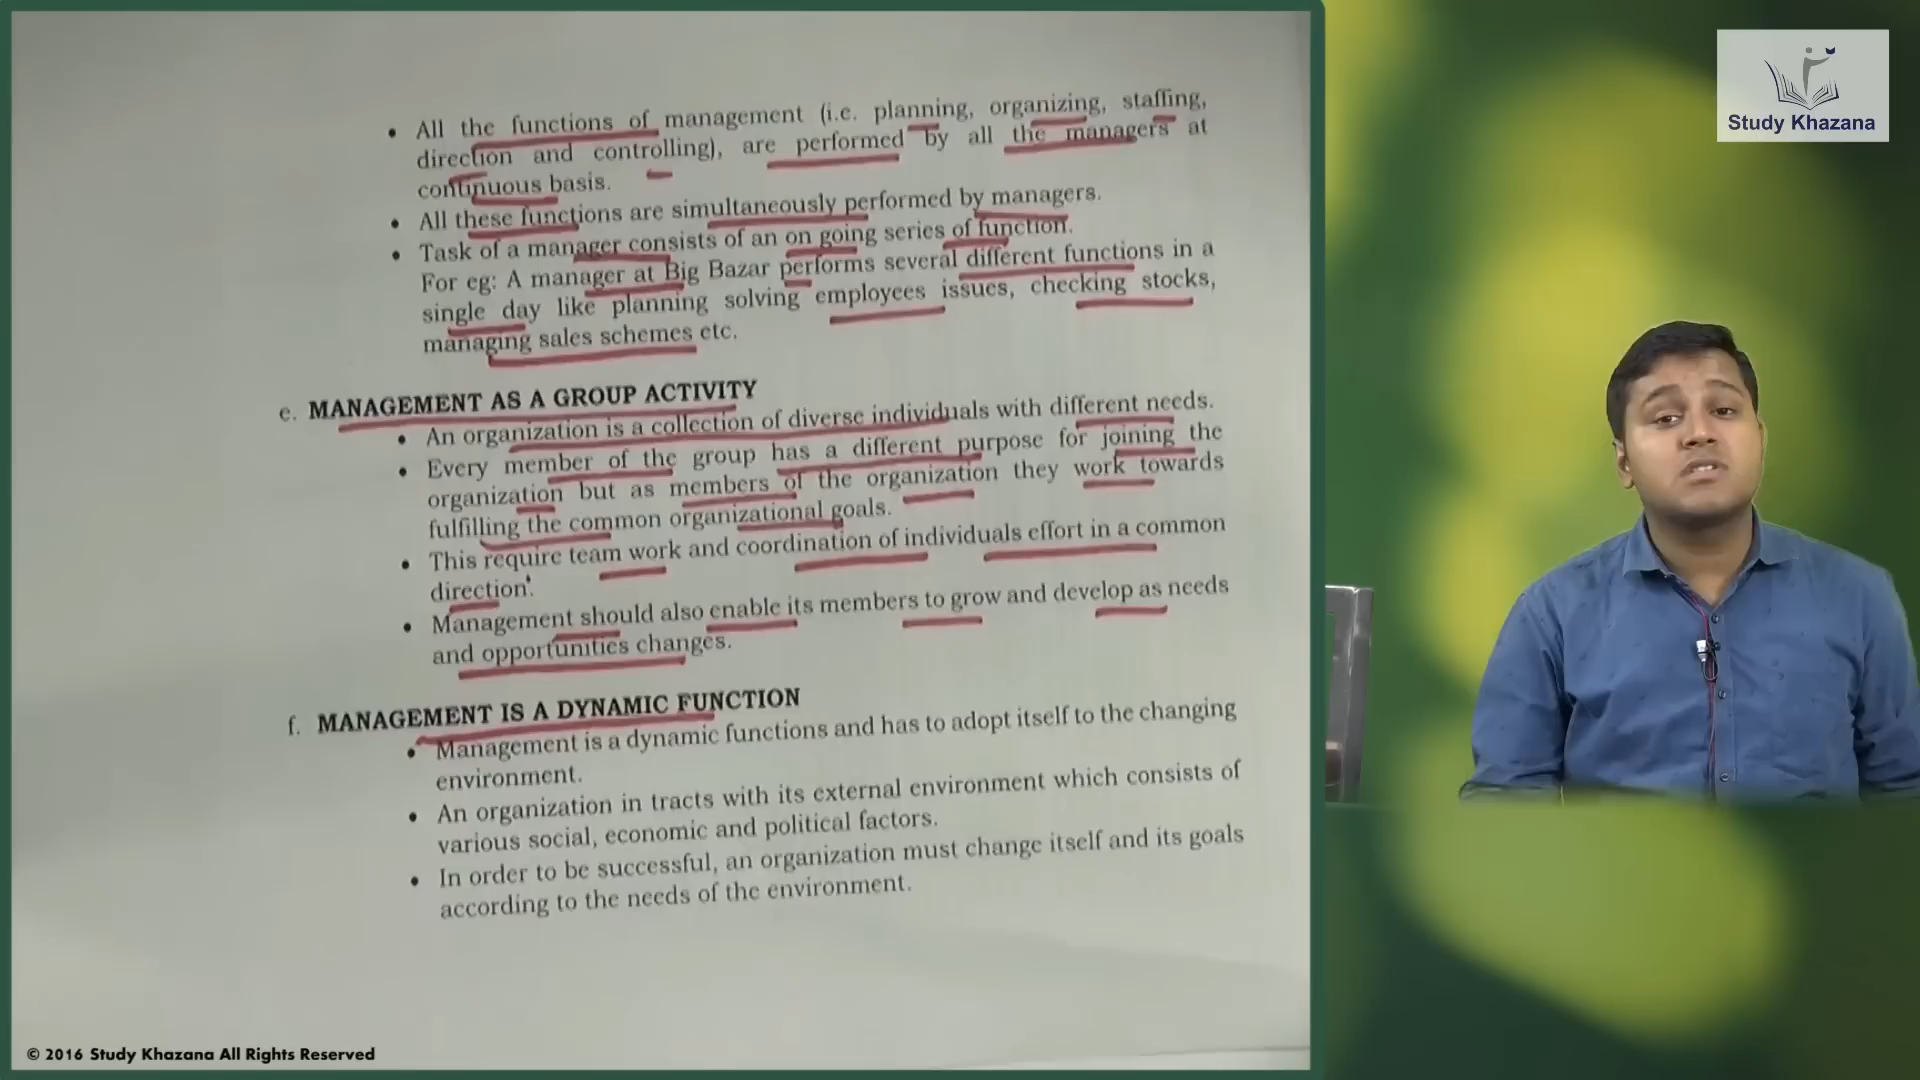 Study Khazana
• All the functions of management (i.e. planning, organizing, staffing,
direction and controlling), are performed by all the managers at
continuous basis.
• All these functions are simultaneously performed by managers.
• Task of a manager consists of an on going series of function.
For eg: A manager at Big Bazar performs several different functions in a
single day like planning solving employees issues, checking stocks,
managing sales schemes etc.
e. MANAGEMENT AS A GROUP ACTIVITY
• An organization is a collection of diverse individuals with different needs.
• Every member of the group has a different purpose for joining the
organization but as members of the organization they work towards
fulfilling the common organizational goals.
• This require team work and coordination of individuals effort in a common
direction.
• Management should also enable its members to grow and develop as needs
and opportunities changes.
f. MANAGEMENT IS A DYNAMIC FUNCTION
• Management is a dynamic functions and has to adopt itself to the changing
environment.
• An organization in tracts with its external environment which consists of
various social, economic and political factors.
• In order to be successful, an organization must change itself and its goals
according to the needs of the environment.
© 2016 Study Khazana All Rights Reserved